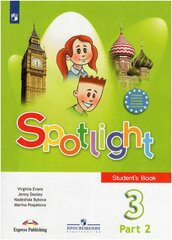 Spotlight
Virginia Evans
Jenny Dooley
Nadezhda Bykova
Marina Pospelova
Student's Book
3
Part 2
Express Publishing
ПРОСВЕЩЕНИЕ